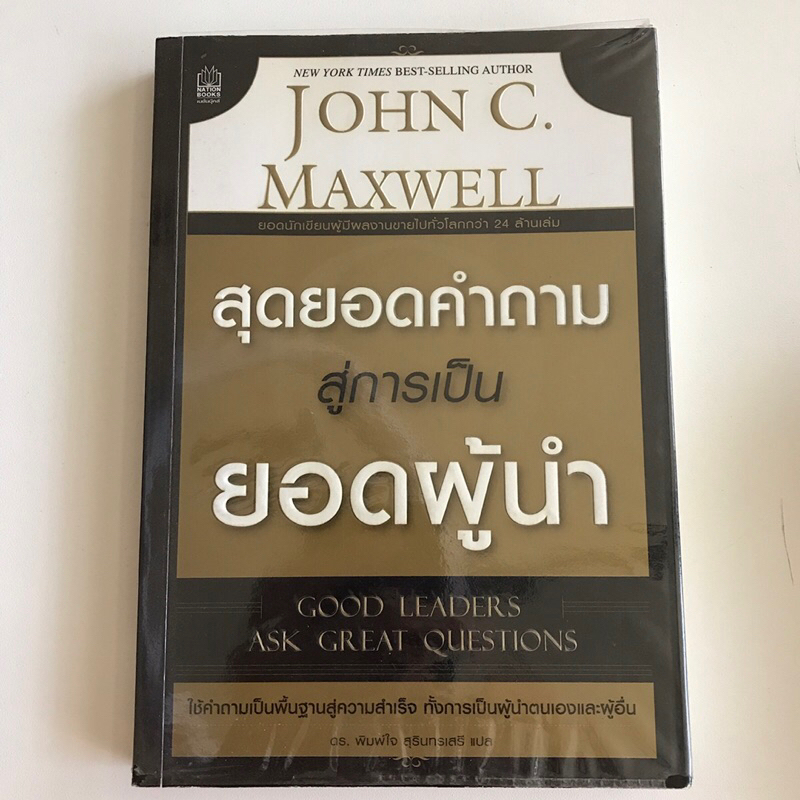 NATION
BOOKS
เนชั่นบุ๊คส์
NEW YORK TIMES BEST-SELLING AUTHOR
JOHN C.
MAXWELL
ยอดนักเขียนผู้มีผลงานขายไปทั่วโลกกว่า 24 ล้านเล่ม
สุดยอดคำถาม
สู่การเป็น
ยอดผู้นำ
GOOD LEADERS
ASK GREAT QUESTIONS
ใช้คำถามเป็นพื้นฐานสู่ความสำเร็จ ทั้งการเป็นผู้นำตนเองและผู้อื่น
ดร. พิมพ์ใจ สุรินทรเสรี แปล